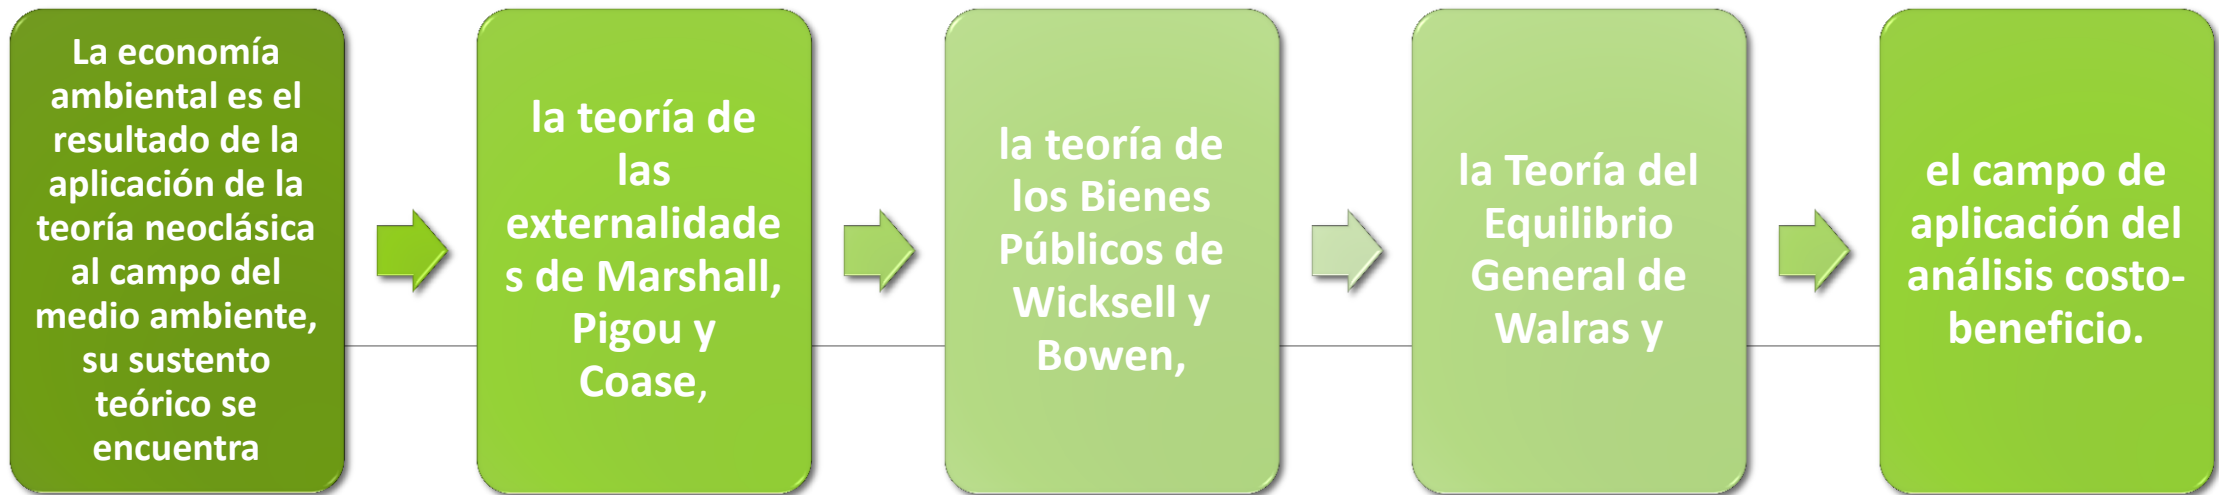 La economía
ambiental es el
resultado de la
aplicación de la
teoría neoclásica
al campo del
medio ambiente,
su sustento
teórico se
encuentra
la teoría de
las
externalidade
s de Marshall,
Pigou y
Coase,
la teoría de
los Bienes
Públicos de
Wicksell y
Bowen,
la Teoría del
Equilibrio
General de
Walras y
el campo de
aplicación del
análisis costo-
beneficio.